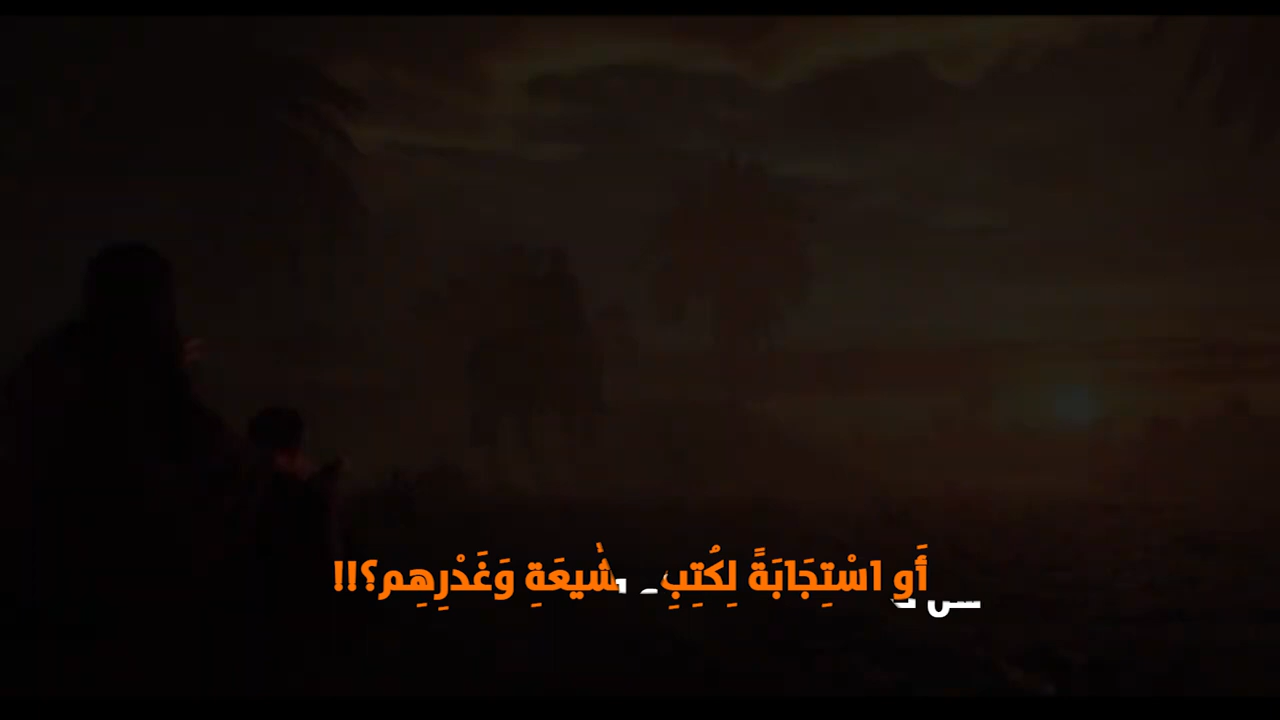 أَو اسْتِجَابَةً لِكُتِبِ شِّيعَةِ وَغَدْرِهِم؟!!